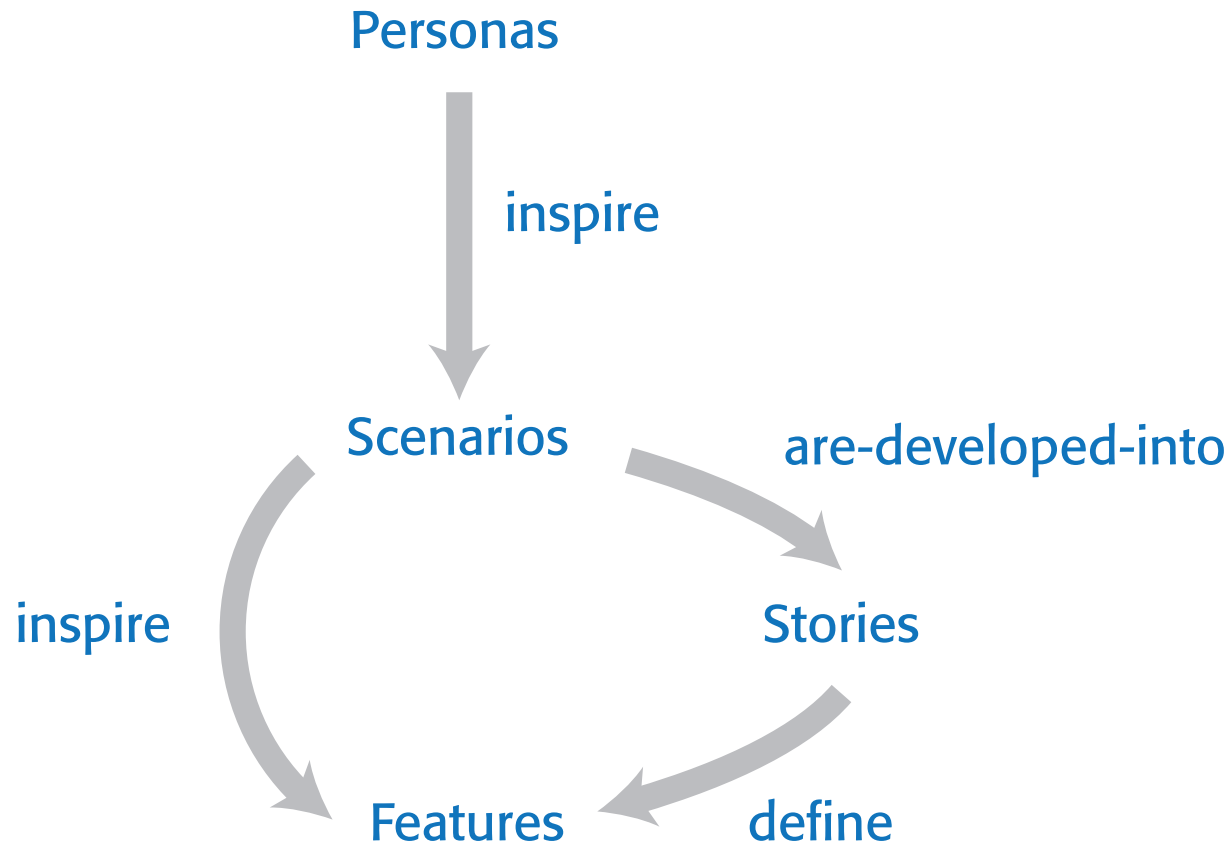 Personas
inspire
Scenarios
are-developed-into
inspire
Stories
Features
define